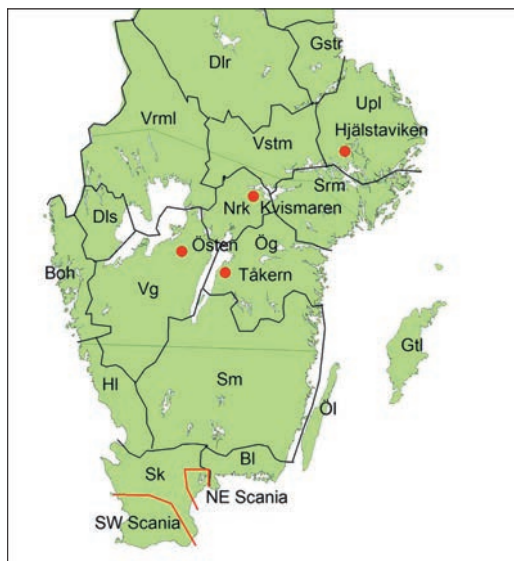 Dlr
Gstr
Vrml
Upl
Vstm
Hjälstaviken
Srm
Dls
Nrk
Kvismaren
Östen
Ög
Boh
Tåkern
Vg
Gtl
Hl
Sm
Öl
Bl
Sk
NE Scania
SW Scania